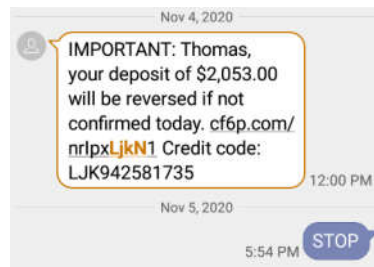 Nov 4, 2020
IMPORTANT: Thomas,
your deposit of $2,053.00
will be reversed if not
confirmed today. cf6p.com/
nrIpxLjkN1 Credit code:
LJK942581735
12:00 PM
Nov 5, 2020
STOP
5:54 PM